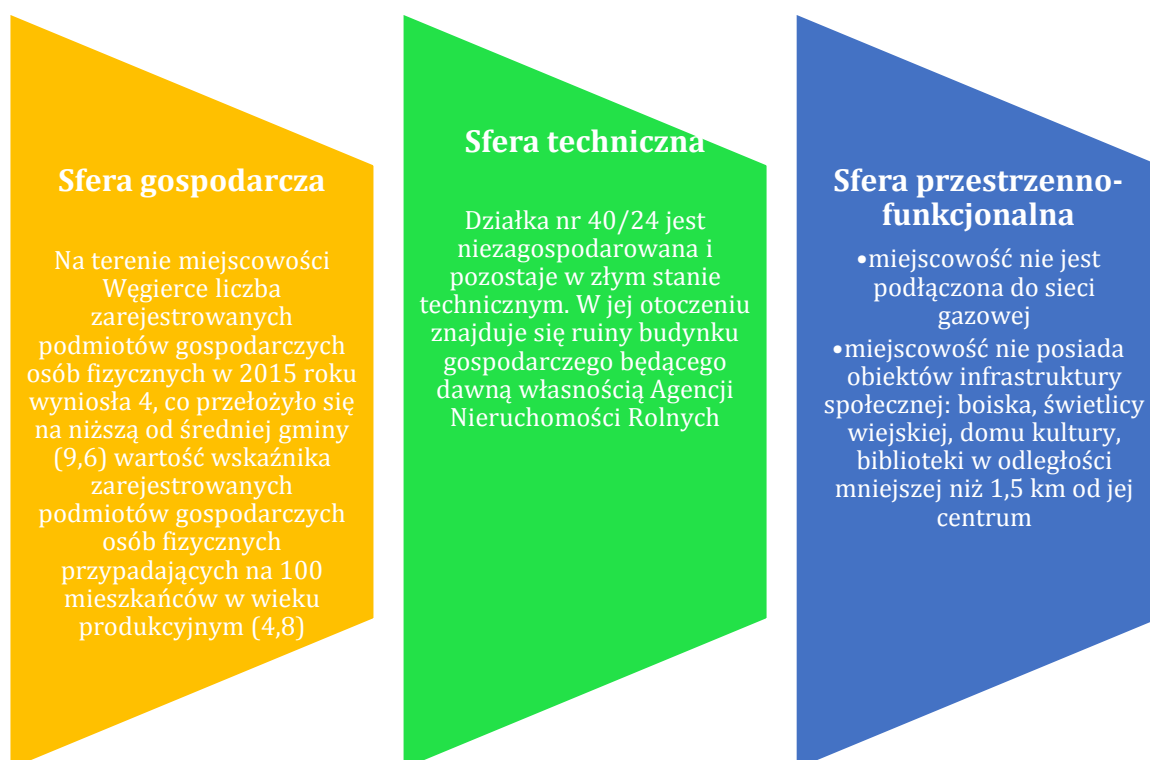 Sfera gospodarcza
Na terenie miejscowości
Węgierce liczba
zarejestrowanych
podmiotów gospodarczych
osób fizycznych w 2015 roku
wyniosła 4, co przełożyło się
na niższą od średniej gminy
(9,6) wartość wskaźnika
zarejestrowanych
podmiotów gospodarczych
osób fizycznych
przypadających na 100
mieszkańców w wieku
produkcyjnym (4,8)
Sfera techniczna
Działka nr 40/24 jest
niezagospodarowana i
pozostaje w złym stanie
technicznym. W jej otoczeniu
znajduje się ruiny budynku
gospodarczego będącego
dawną własnością Agencji
Nieruchomości Rolnych
Sfera przestrzenno-
funkcjonalna
•miejscowość nie jest
podłączona do sieci
gazowej
•miejscowość nie posiada
obiektów infrastruktury
społecznej: boiska, świetlicy
wiejskiej, domu kultury,
biblioteki w odległości
mniejszej niż 1,5 km od jej
centrum